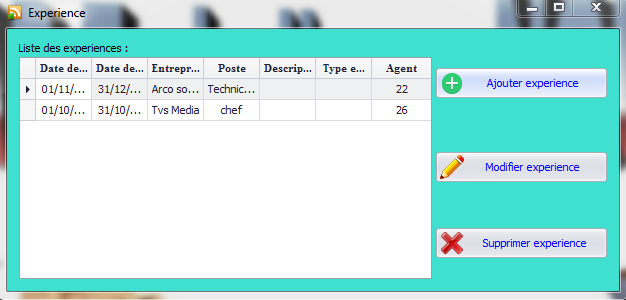 Experience
Liste des experiences :
Date de... Date de... Entrepr... Poste Descrip... Type e... Agent
01/11/... 31/12/... Arco so... Technic... 22
01/10/... 31/10/... Tvs Media chef 26
Ajouter experience
Modifier experience
Supprimer experience